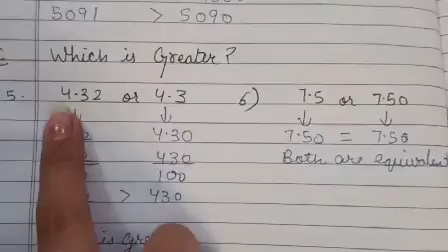 5091 > 5090
Which is Greater?
5. 4.32 or 4.3 6) 7.5 or 7.50
↓ ↓ ↓
4.30 7.50 = 7.50
430 Both are equivalent
100
> 430
is